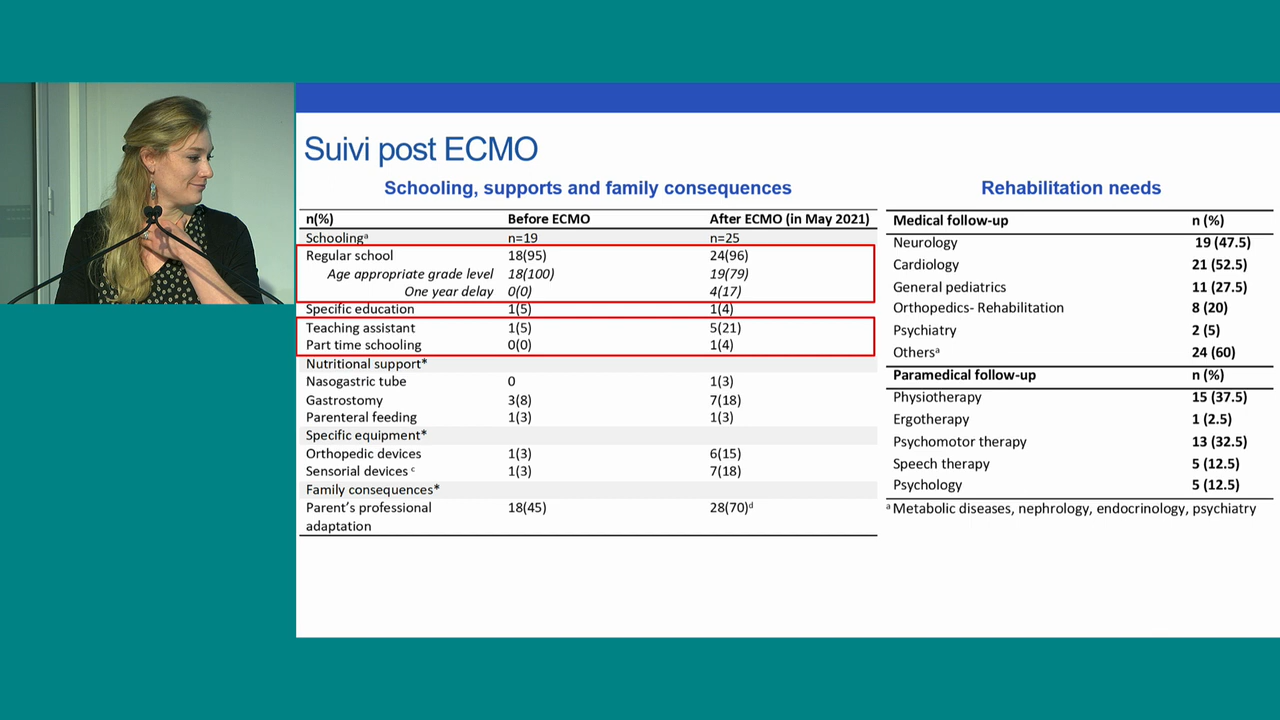 Suivi post ECMO
Schooling, supports and family consequences
n(%) Before ECMO After ECMO (in May 2021)
Schoolingᵃ n=19 n=25
Regular school 18(95) 24(96)
Age appropriate grade level 18(100) 19(79)
One year delay 0(0) 4(17)
Specific education 1(5) 1(4)
Teaching assistant 1(5) 5(21)
Part time schooling 0(0) 1(4)
Nutritional support*
Nasogastric tube 0 1(3)
Gastrostomy 3(8) 7(18)
Parenteral feeding 1(3) 1(3)
Specific equipment*
Orthopedic devices 1(3) 6(15)
Sensorial devices ᶜ 1(3) 7(18)
Family consequences*
Parent's professional 18(45) 28(70)ᵈ
adaptation
Rehabilitation needs
Medical follow-up n (%)
Neurology 19 (47.5)
Cardiology 21 (52.5)
General pediatrics 11 (27.5)
Orthopedics- Rehabilitation 8 (20)
Psychiatry 2 (5)
Othersᵃ 24 (60)
Paramedical follow-up n (%)
Physiotherapy 15 (37.5)
Ergotherapy 1 (2.5)
Psychomotor therapy 13 (32.5)
Speech therapy 5 (12.5)
Psychology 5 (12.5)
ᵃ Metabolic diseases, nephrology, endocrinology, psychiatry